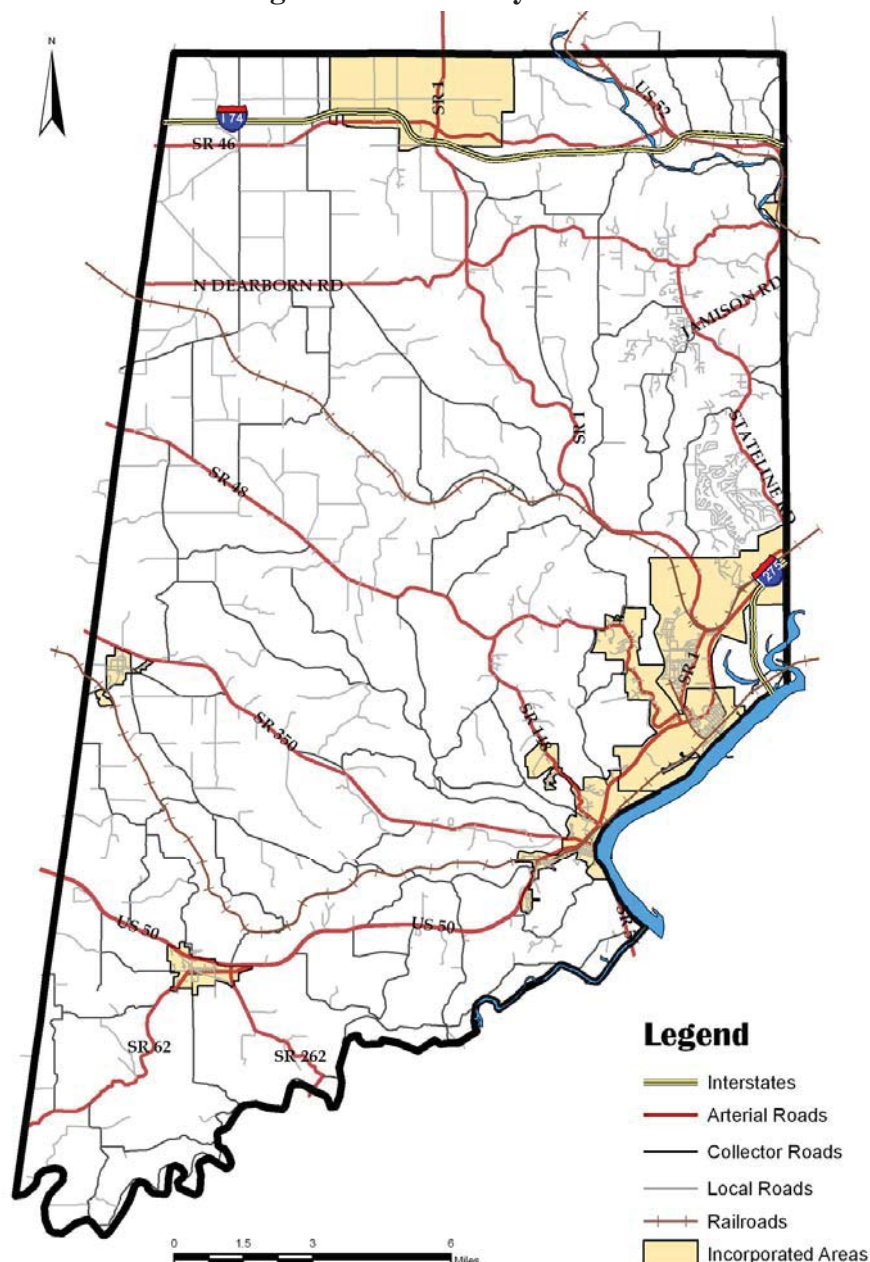 N
SR 1
US 52
I 74
SR 46
N DEARBORN RD
JAMISON RD
SR 1
STATELINE RD
SR 48
275
SR 1
SR 350
SR 148
US 50
US 50
SR 62
SR 262
Legend
Interstates
Arterial Roads
Collector Roads
Local Roads
Railroads
Incorporated Areas
0 1.5 3 6
Miles